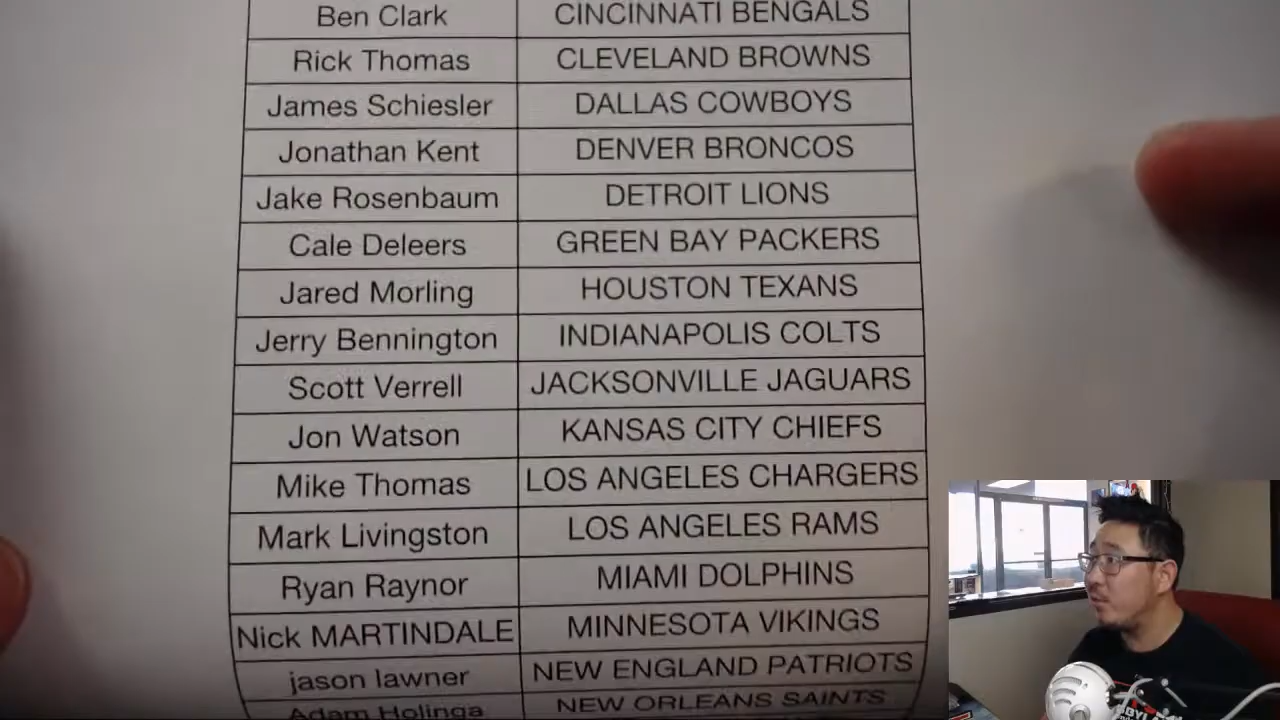 Ben Clark CINCINNATI BENGALS
Rick Thomas CLEVELAND BROWNS
James Schiesler DALLAS COWBOYS
Jonathan Kent DENVER BRONCOS
Jake Rosenbaum DETROIT LIONS
Cale Deleers GREEN BAY PACKERS
Jared Morling HOUSTON TEXANS
Jerry Bennington INDIANAPOLIS COLTS
Scott Verrell JACKSONVILLE JAGUARS
Jon Watson KANSAS CITY CHIEFS
Mike Thomas LOS ANGELES CHARGERS
Mark Livingston LOS ANGELES RAMS
Ryan Raynor MIAMI DOLPHINS
Nick MARTINDALE MINNESOTA VIKINGS
jason lawner NEW ENGLAND PATRIOTS
Adam Holinga NEW ORLEANS SAINTS